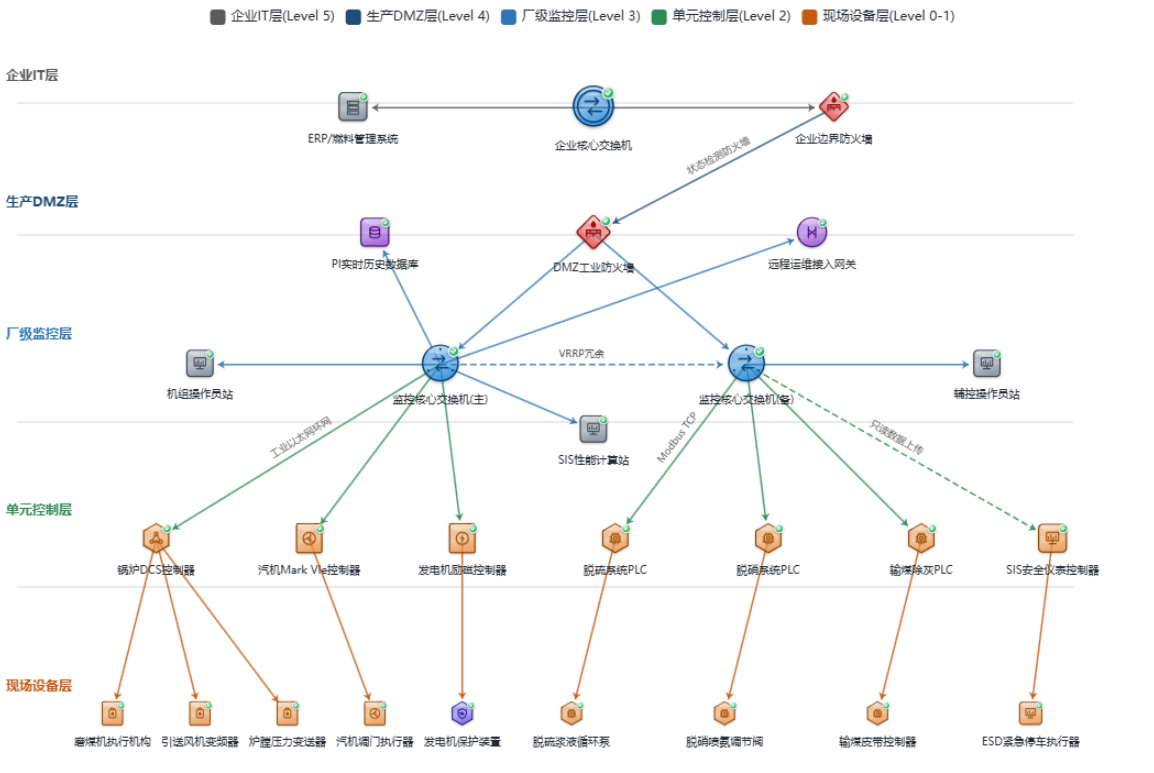 企业IT层(Level 5) 生产DMZ层(Level 4) 厂级监控层(Level 3) 单元控制层(Level 2) 现场设备层(Level 0-1)
企业IT层
ERP/燃料管理系统
企业核心交换机
企业边界防火墙
状态检测防火墙
生产DMZ层
PI实时历史数据库
DMZ工业防火墙
远程运维接入网关
厂级监控层
VRRP冗余
机组操作员站
监控核心交换机(主)
监控核心交换机(备)
辅控操作员站
工业以太网环网
Modbus TCP
只读数据上传
SIS性能计算站
单元控制层
锅炉DCS控制器
汽机Mark VIe控制器
发电机励磁控制器
脱硫系统PLC
脱硝系统PLC
输煤除灰PLC
SIS安全仪表控制器
现场设备层
磨煤机执行机构
引送风机变频器
炉膛压力变送器
汽机调门执行器
发电机保护装置
脱硫浆液循环泵
脱硝喷氨调节阀
输煤皮带控制器
ESD紧急停车执行器